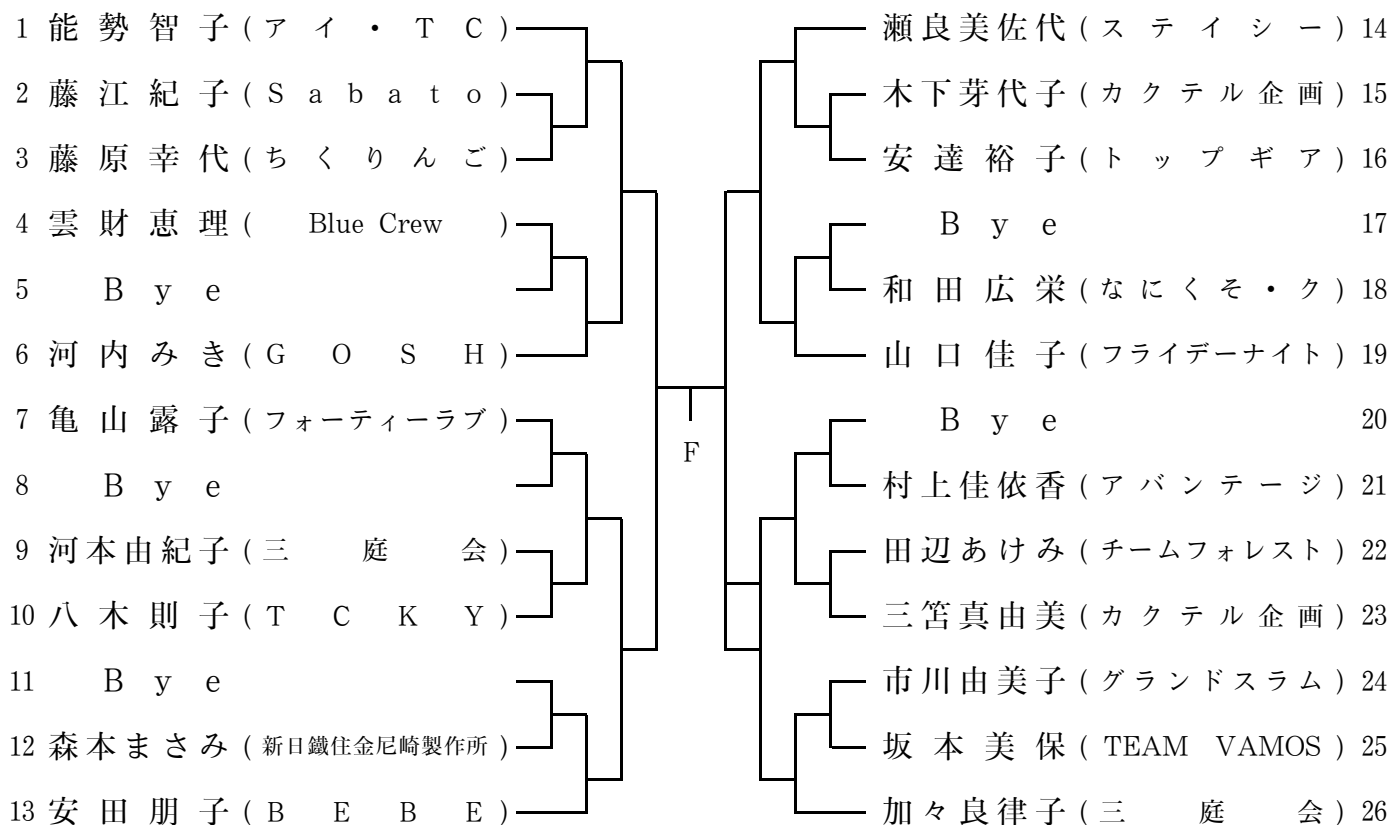 1 能勢智子(アイ・TC)
2 藤江紀子(Sabato)
3 藤原幸代(ちくりんご)
4 雲財恵理(Blue Crew)
5 Bye
6 河内みき(GOSH)
7 亀山露子(フォーティーラブ)
8 Bye
9 河本由紀子(三庭会)
10 八木則子(TCKY)
11 Bye
12 森本まさみ(新日鐵住金尼崎製作所)
13 安田朋子(BEBE)
F
瀬良美佐代(ステイシー) 14
木下芽代子(カクテル企画) 15
安達裕子(トップギア) 16
Bye 17
和田広栄(なにくそ・ク) 18
山口佳子(フライデーナイト) 19
Bye 20
村上佳依香(アバンテージ) 21
田辺あけみ(チームフォレスト) 22
三笘真由美(カクテル企画) 23
市川由美子(グランドスラム) 24
坂本美保(TEAM VAMOS) 25
加々良律子(三庭会) 26